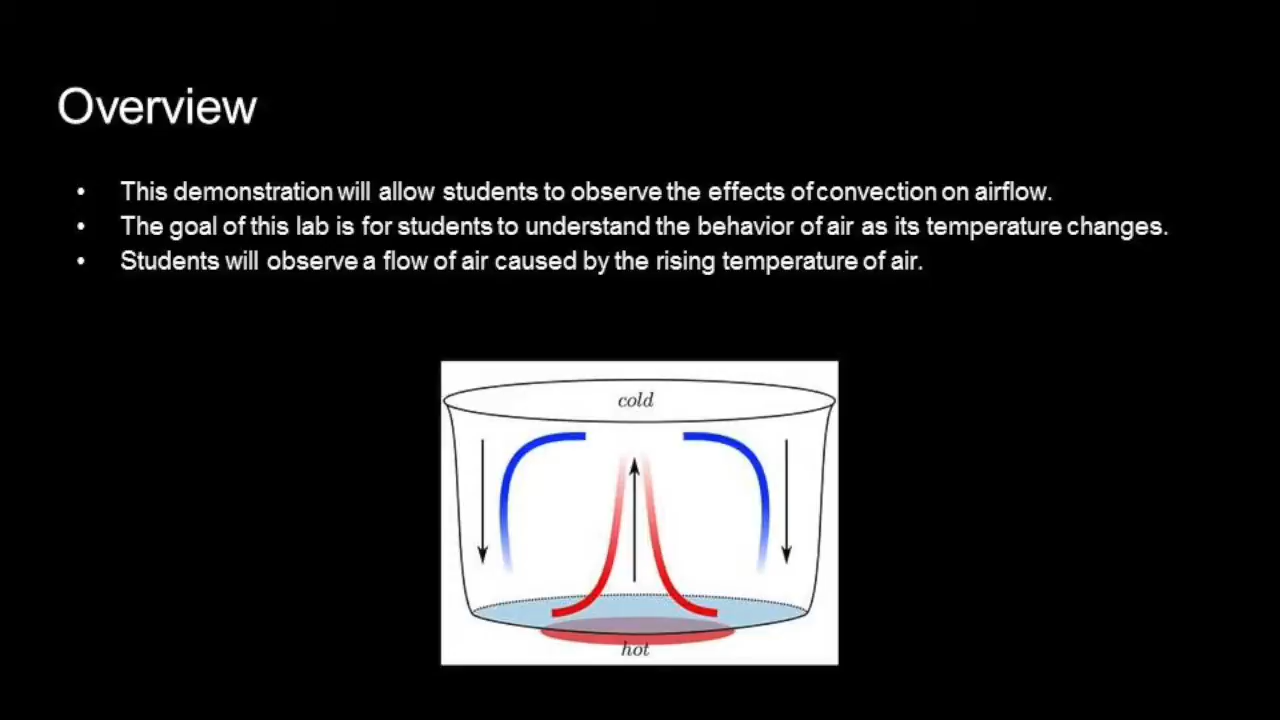 Overview
• This demonstration will allow students to observe the effects of convection on airflow.
• The goal of this lab is for students to understand the behavior of air as its temperature changes.
• Students will observe a flow of air caused by the rising temperature of air.
cold
hot